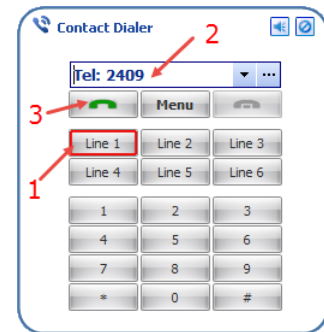 Contact Dialer
2
Tel: 2409
3
Menu
Line 1 Line 2 Line 3
1
Line 4 Line 5 Line 6
1 2 3
4 5 6
7 8 9
* 0 #